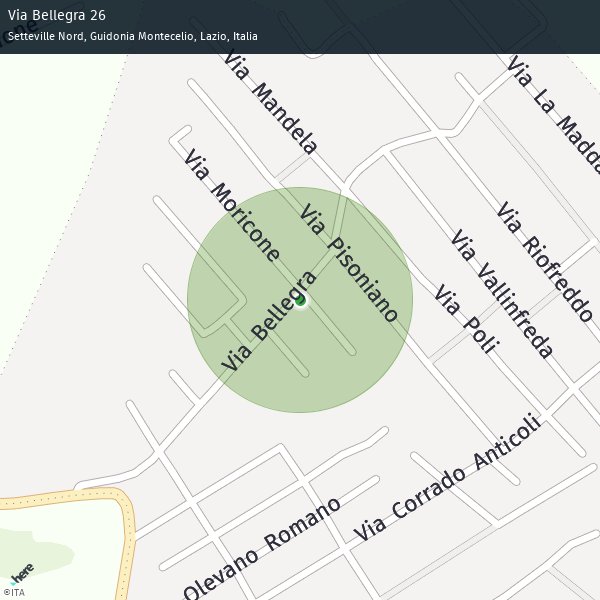 Via Bellegra 26
Setteville Nord, Guidonia Montecelio, Lazio, Italia
Via Mandela
Via La Madda
Via Moricone
Via Pisoniano
Via Riofreddo
Via Vallinfreda
Via Bellegra
Via Poli
Via Corrado Anticoli
Olevano Romano
here
©ITA